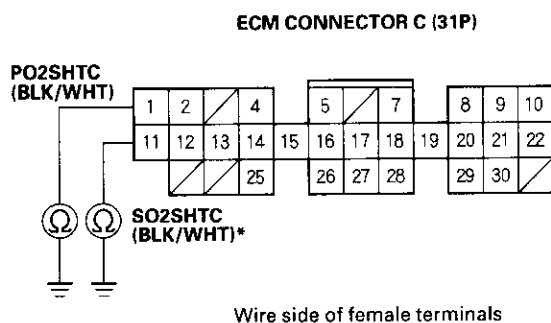 ECM CONNECTOR C (31P)
PO2SHTC
(BLK/WHT)
1 2 4 5 7 8 9 10
11 12 13 14 15 16 17 18 19 20 21 22
25 26 27 28 29 30
Ω Ω
SO2SHTC
(BLK/WHT)*
Wire side of female terminals